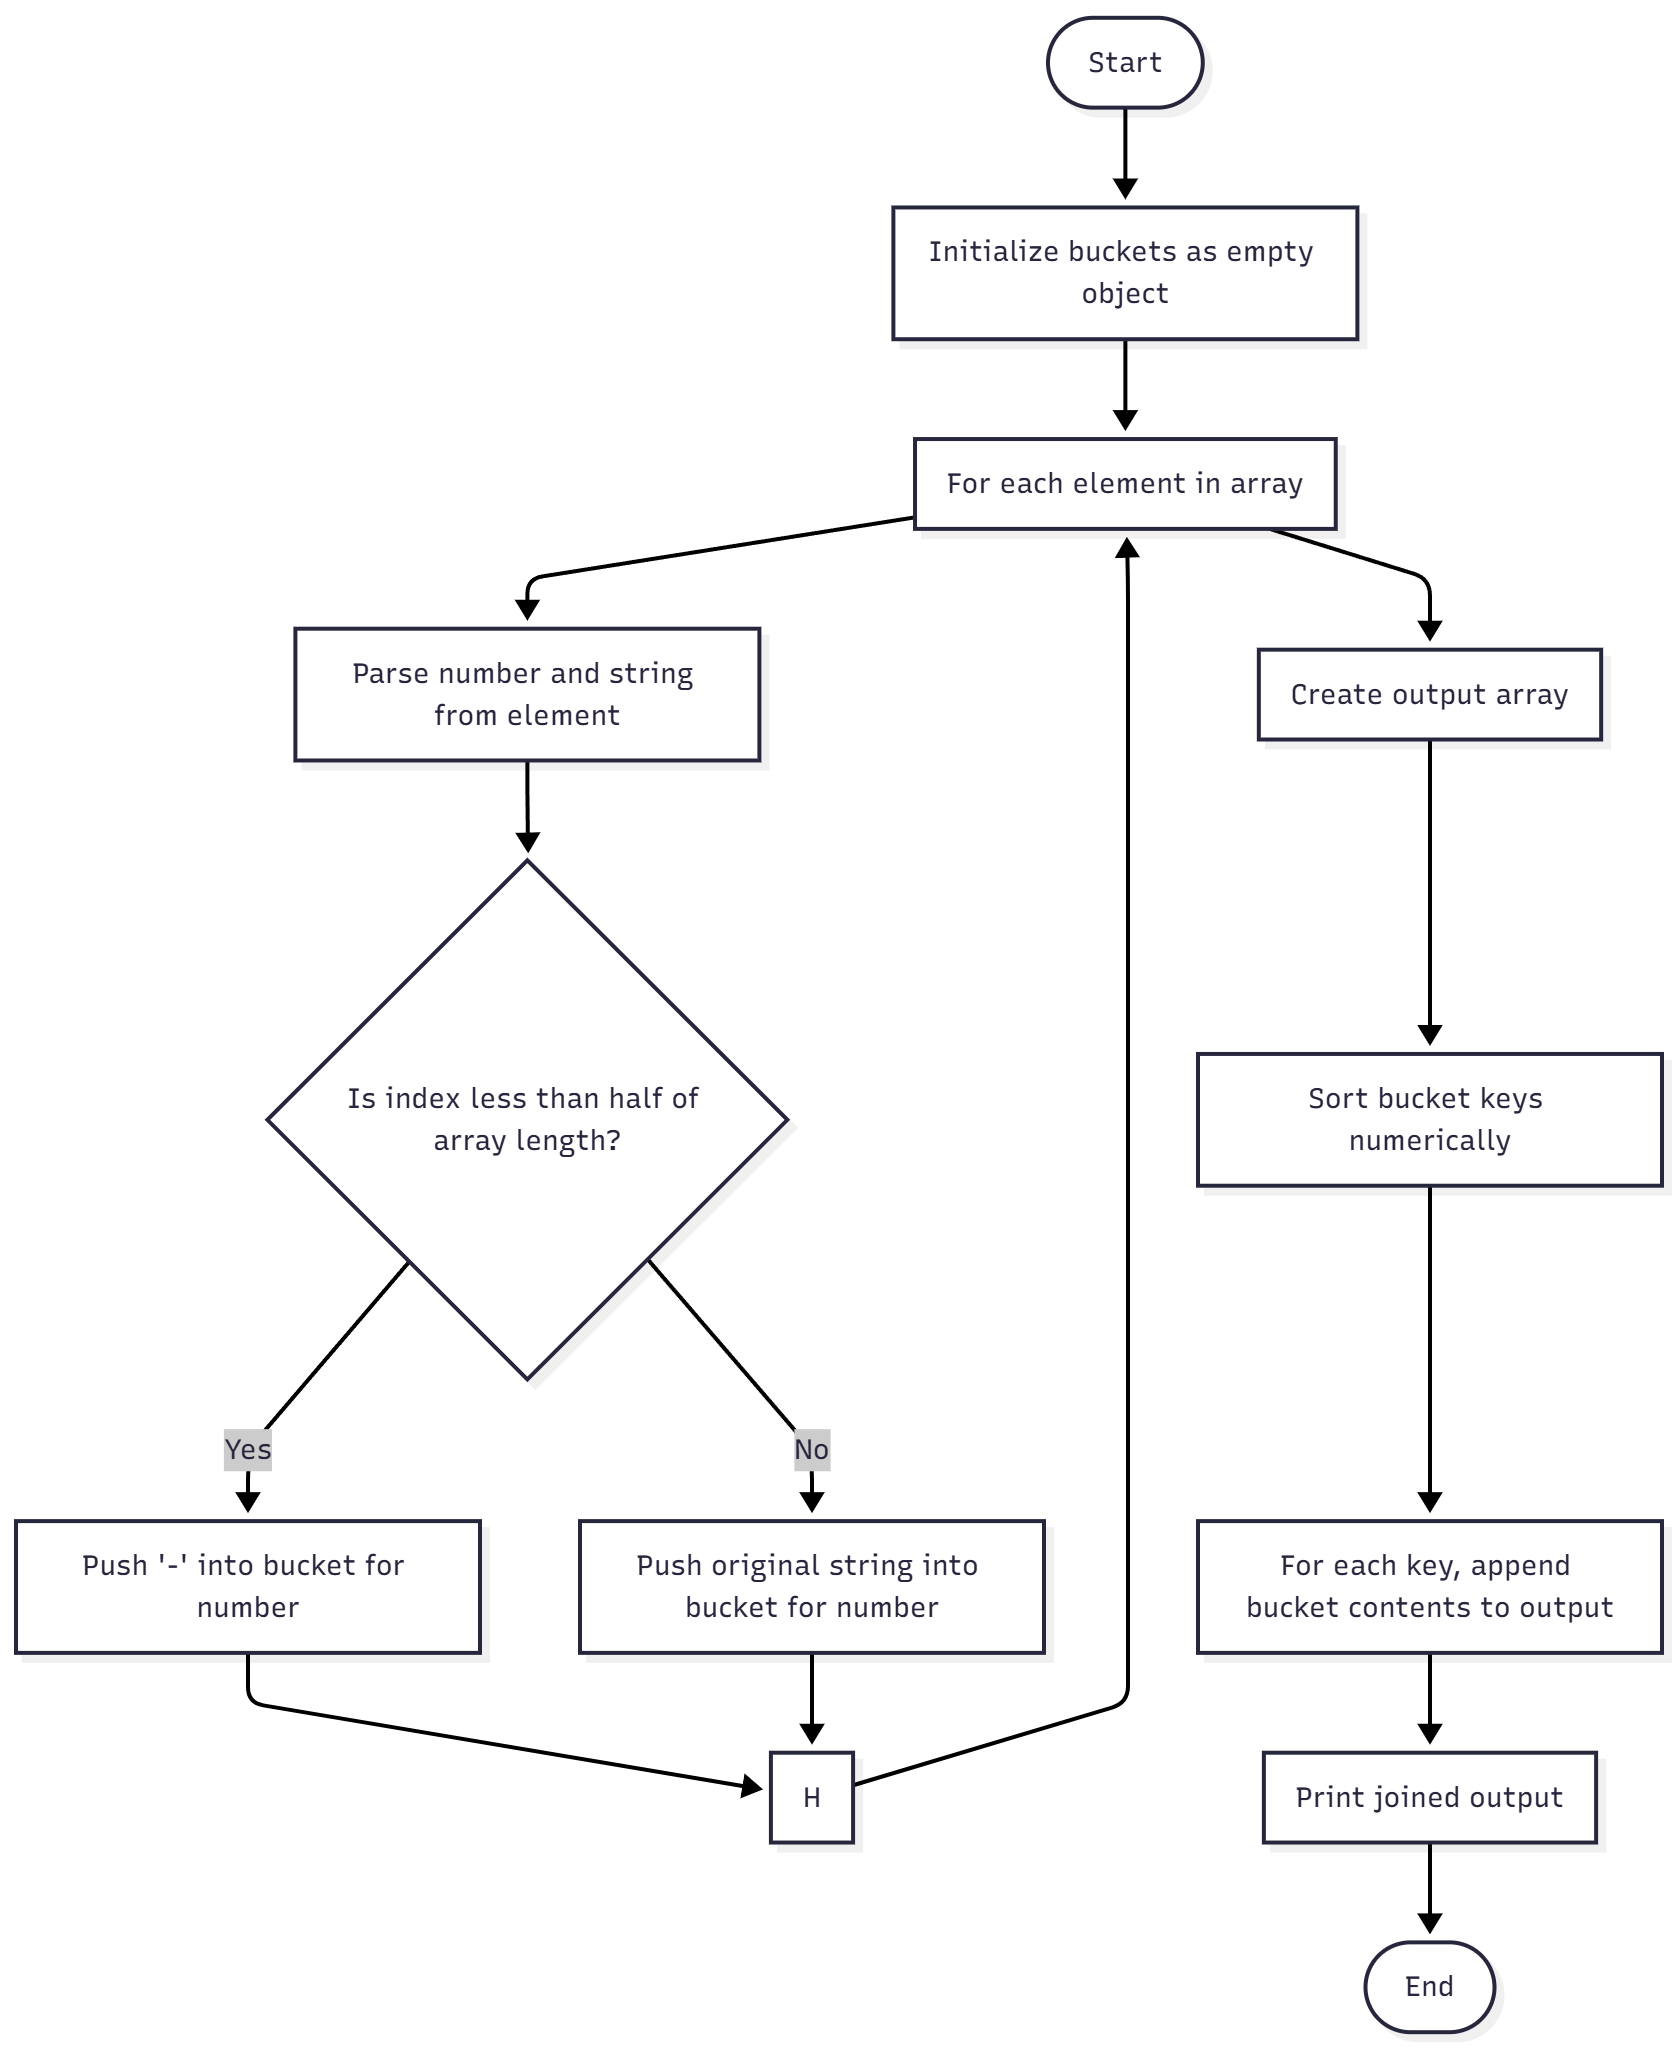 Start
Initialize buckets as empty
object
For each element in array
Parse number and string
from element
Create output array
Is index less than half of
array length?
Sort bucket keys
numerically
Yes
No
Push '-' into bucket for
number
Push original string into
bucket for number
For each key, append
bucket contents to output
H
Print joined output
End